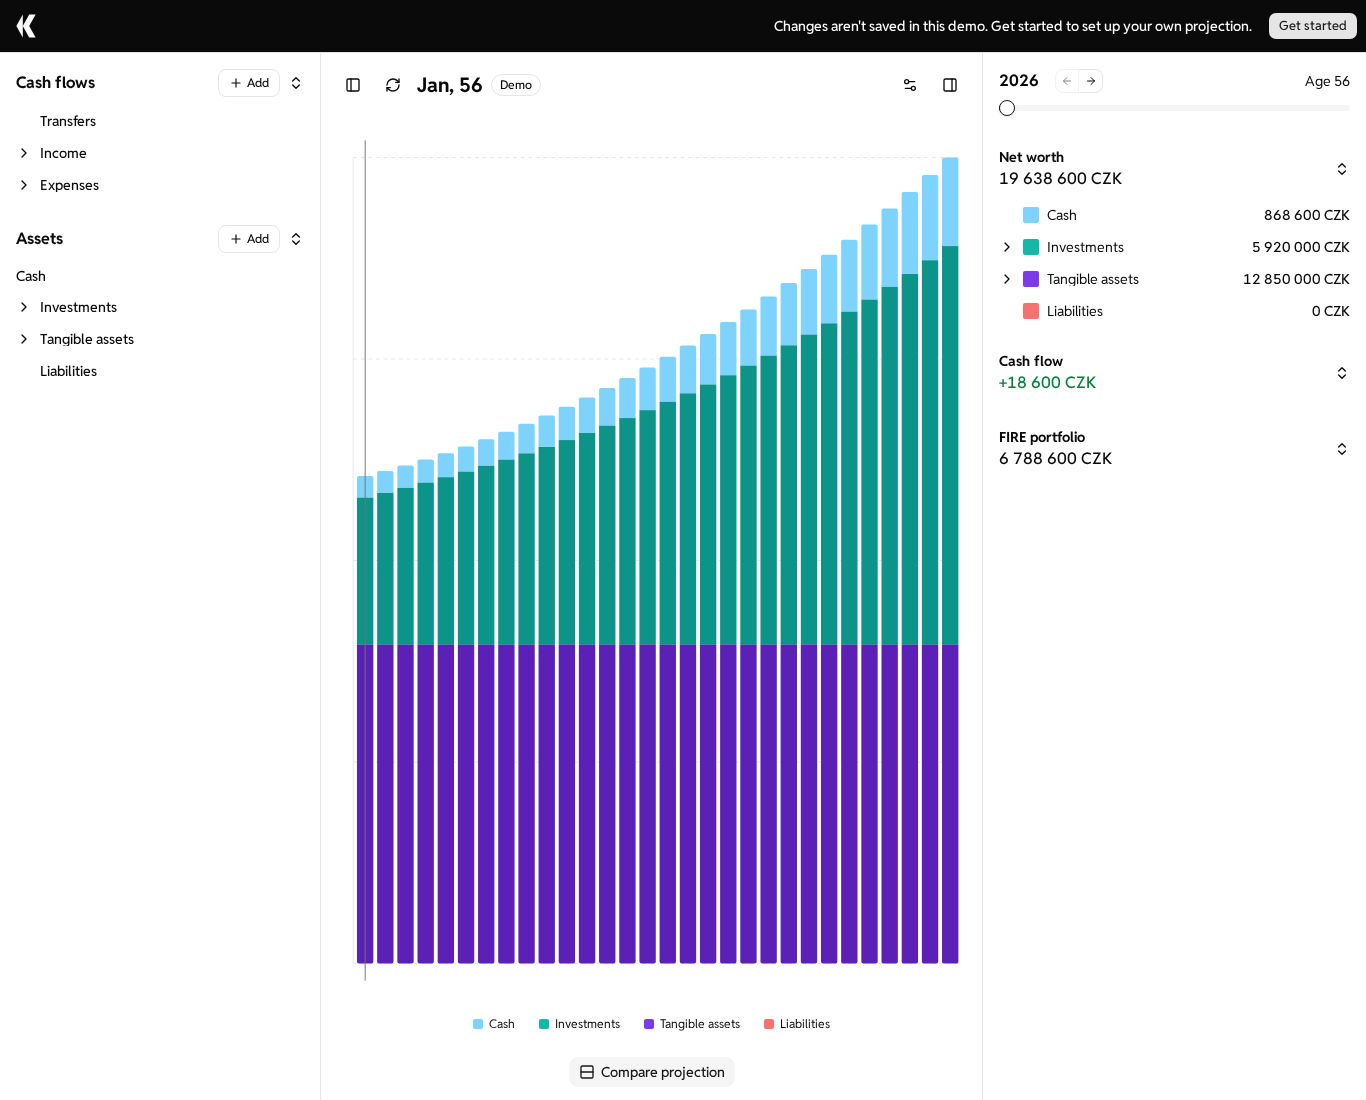 Changes aren't saved in this demo. Get started to set up your own projection.
Get started
Cash flows
Add
Transfers
Income
Expenses
Assets
Add
Cash
Investments
Tangible assets
Liabilities
Jan, 56
Demo
Cash
Investments
Tangible assets
Liabilities
Compare projection
2026
Age 56
Net worth
19 638 600 CZK
Cash 868 600 CZK
Investments 5 920 000 CZK
Tangible assets 12 850 000 CZK
Liabilities 0 CZK
Cash flow
+18 600 CZK
FIRE portfolio
6 788 600 CZK